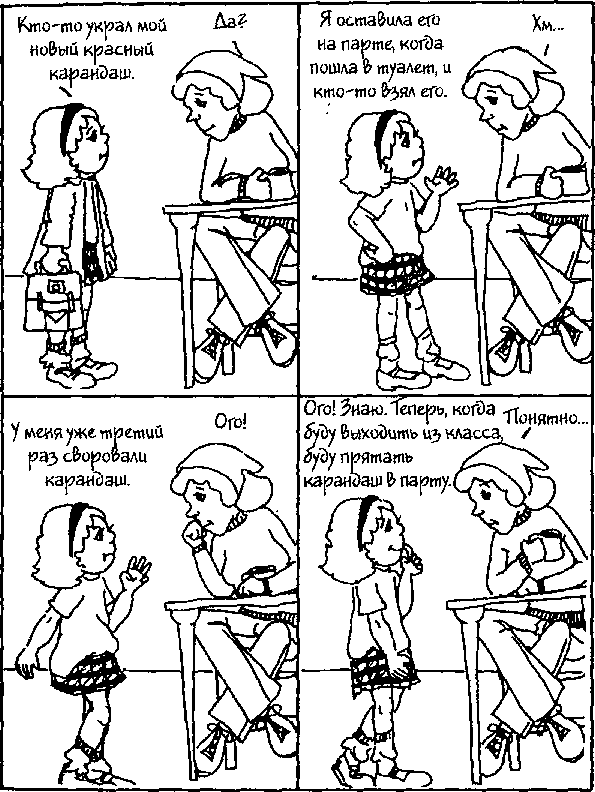 Кто-то украл мой
новый красный
карандаш.
Да?
Я оставила его
на парте, когда
пошла в туалет, и
кто-то взял его.
Хм...
У меня уже третий
раз своровали
карандаш.
Ого!
Ого! Знаю. Теперь, когда
буду выходить из класса,
буду прятать
карандаш в парту.
Понятно...